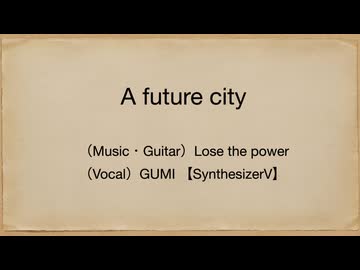 A future city
（Music・Guitar）Lose the power
（Vocal）GUMI 【SynthesizerV】